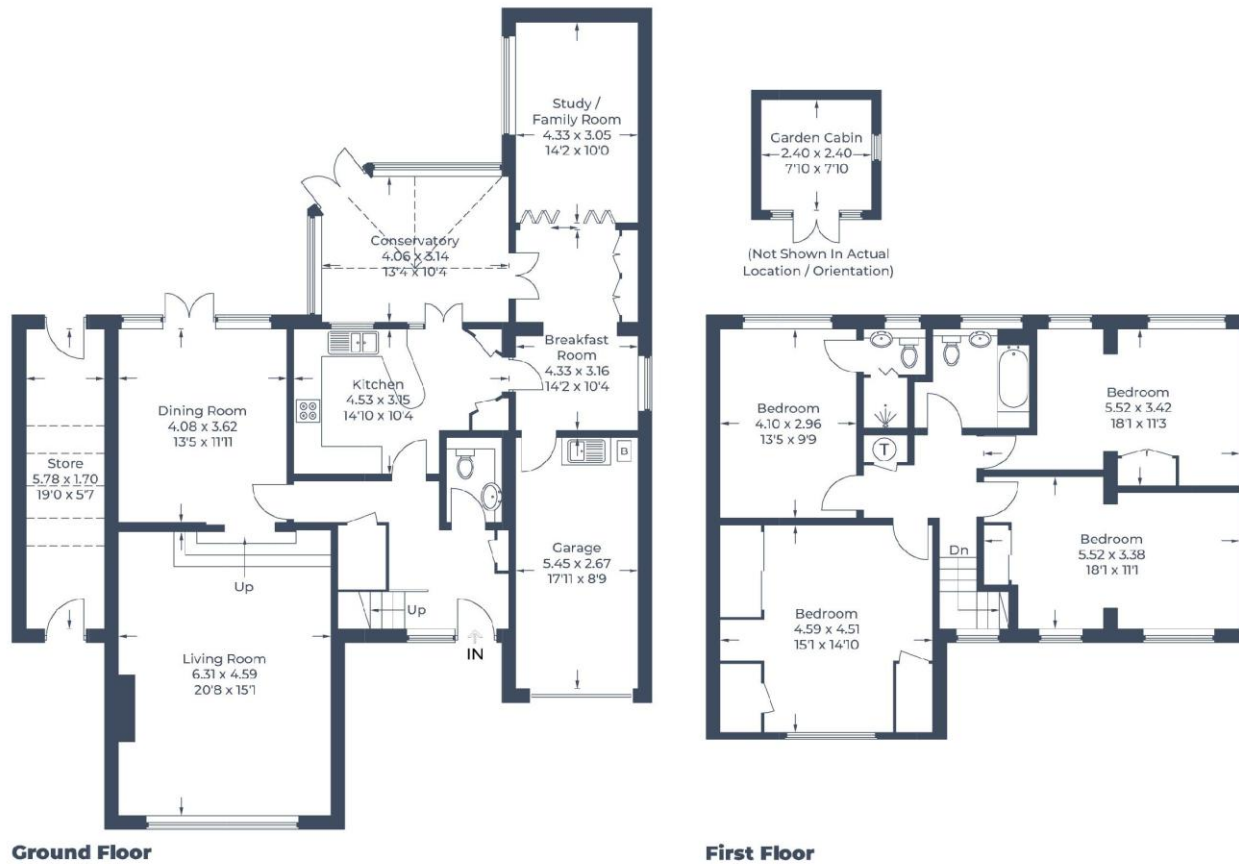 Study /
Family Room
4.33 x 3.05
14'2 x 10'0
Garden Cabin
2.40 x 2.40
7'10 x 7'10
(Not Shown In Actual
Location / Orientation)
Conservatory
4.06 x 3.14
13'4 x 10'4
Breakfast
Room
4.33 x 3.16
14'2 x 10'4
Kitchen
4.53 x 3.15
14'10 x 10'4
Dining Room
4.08 x 3.62
13'5 x 11'11
Store
5.78 x 1.70
19'0 x 5'7
B
Garage
5.45 x 2.67
17'11 x 8'9
Up
Up
IN
Living Room
6.31 x 4.59
20'8 x 15'1
Ground Floor
Bedroom
4.10 x 2.96
13'5 x 9'9
T
Bedroom
5.52 x 3.42
18'1 x 11'3
Bedroom
5.52 x 3.38
18'1 x 11'1
Dn
Bedroom
4.59 x 4.51
15'1 x 14'10
First Floor